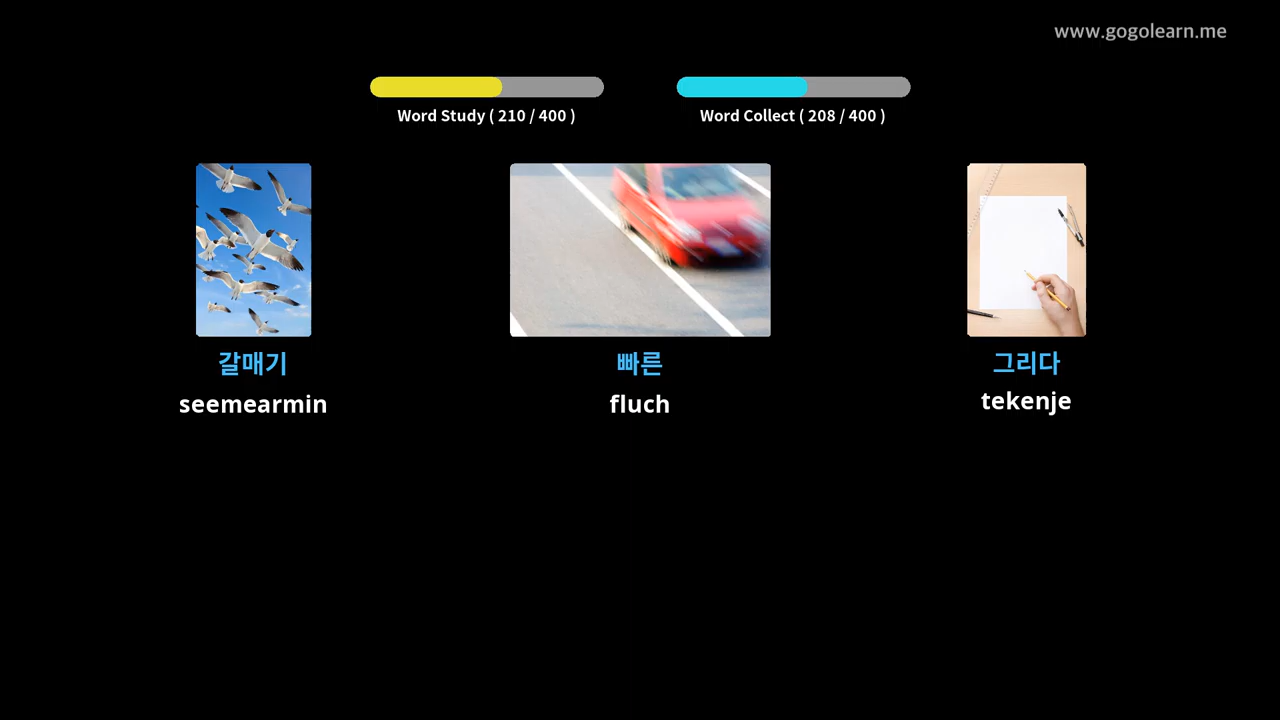 www.gogolearn.me
Word Study ( 210 / 400 )
Word Collect ( 208 / 400 )
갈매기
seemearmin
빠른
fluch
그리다
tekenje